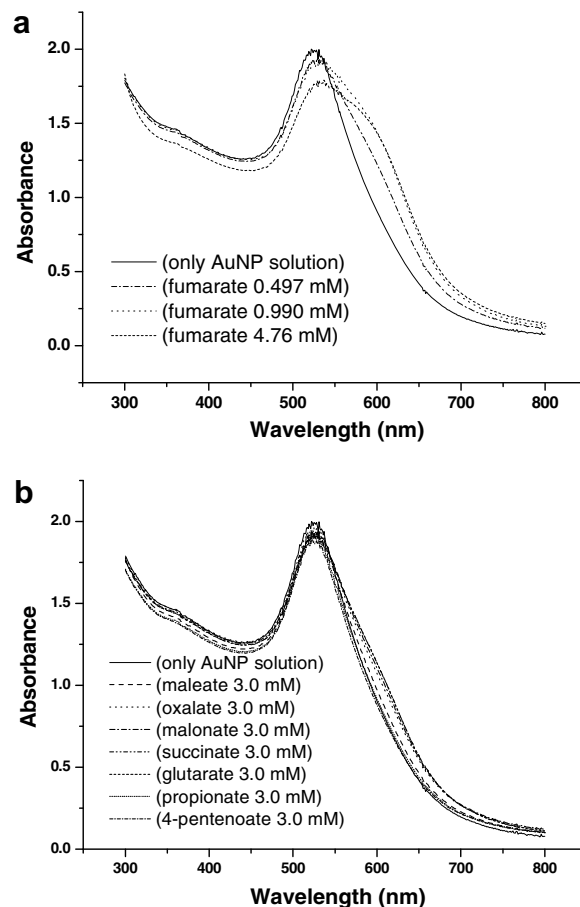 a
2.0
1.5
1.0
0.5
0.0
Absorbance
(only AuNP solution)
(fumarate 0.497 mM)
(fumarate 0.990 mM)
(fumarate 4.76 mM)
300 400 500 600 700 800
Wavelength (nm)
b
2.0
1.5
1.0
0.5
0.0
Absorbance
(only AuNP solution)
(maleate 3.0 mM)
(oxalate 3.0 mM)
(malonate 3.0 mM)
(succinate 3.0 mM)
(glutarate 3.0 mM)
(propionate 3.0 mM)
(4-pentenoate 3.0 mM)
300 400 500 600 700 800
Wavelength (nm)